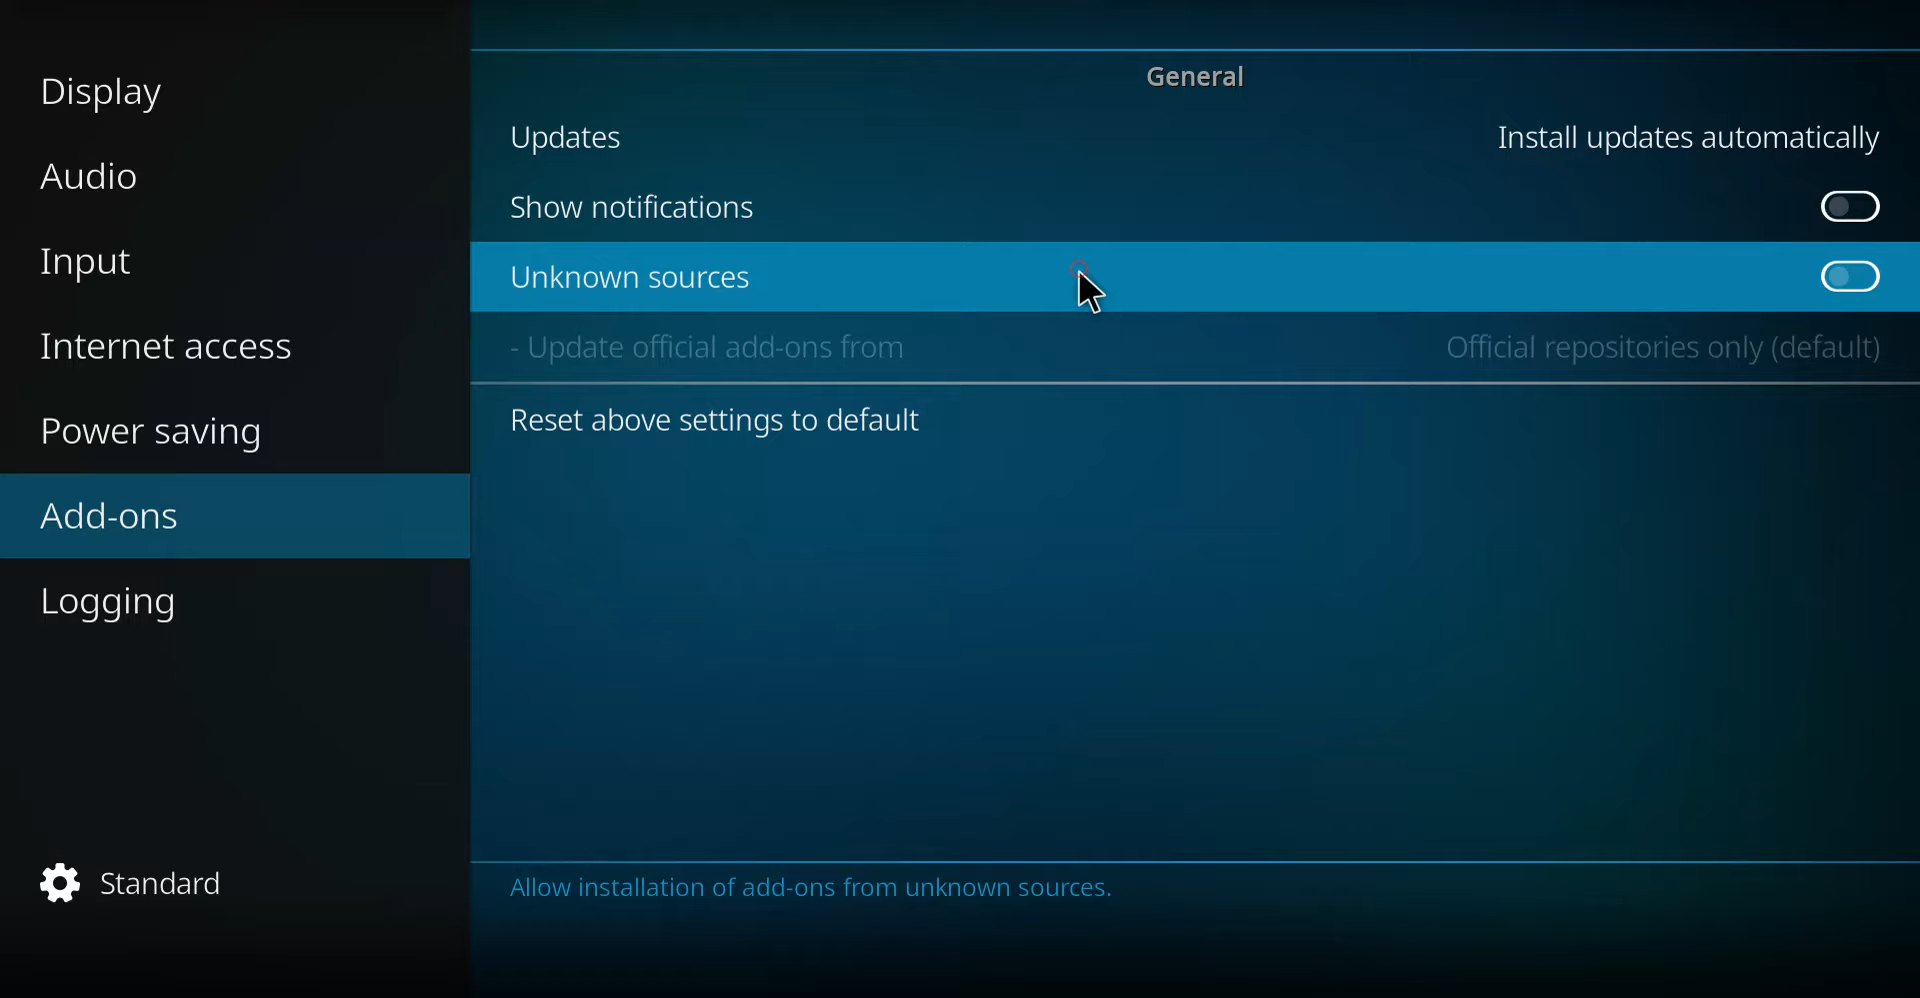 Display
Audio
Input
Internet access
Power saving
Add-ons
Logging
Standard
General
Updates Install updates automatically
Show notifications
Unknown sources
- Update official add-ons from Official repositories only (default)
Reset above settings to default
Allow installation of add-ons from unknown sources.